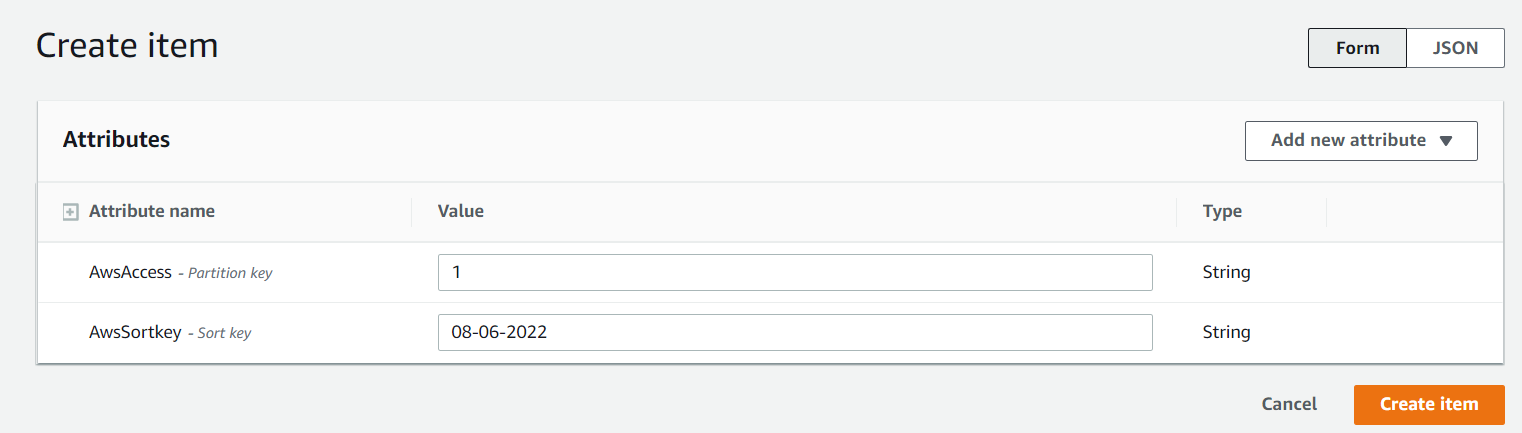 Create item
Form JSON
Attributes
Add new attribute
Attribute name Value Type
AwsAccess - Partition key 1 String
AwsSortkey - Sort key 08-06-2022 String
Cancel Create item